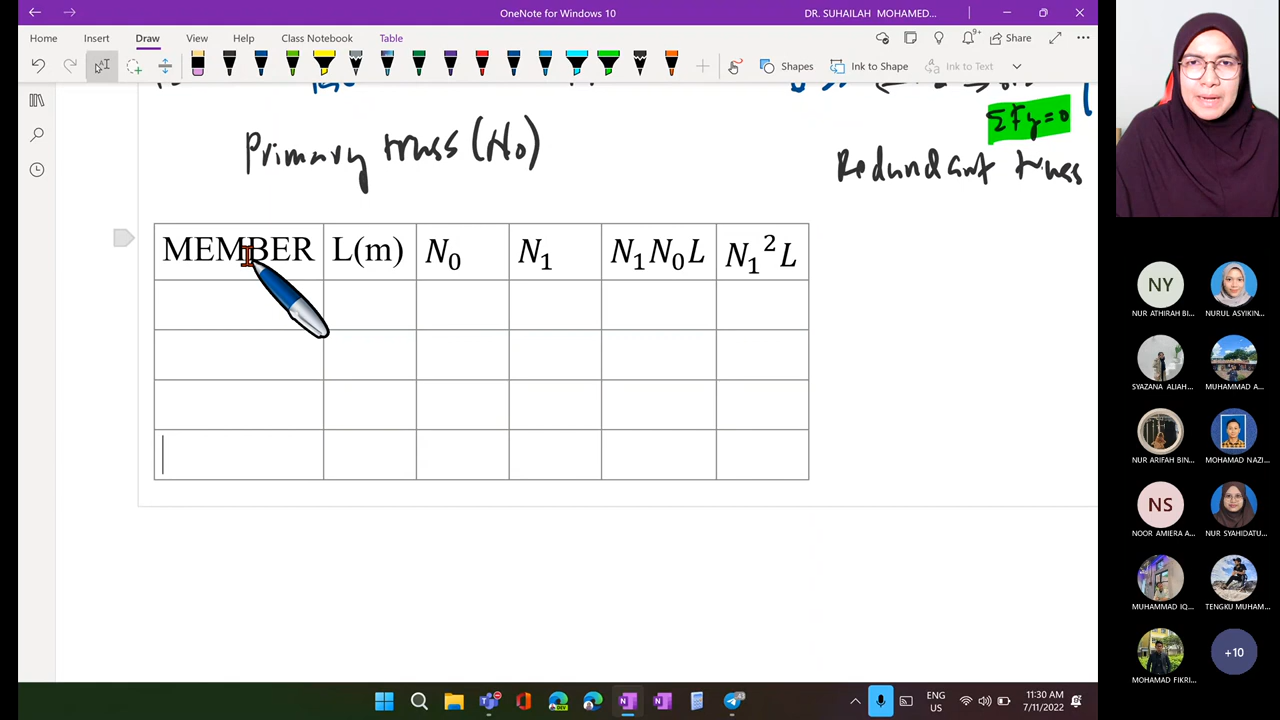 OneNote for Windows 10
DR. SUHAILAH MOHAMED...
Home Insert Draw View Help Class Notebook Table
9+
Share
Shapes
Ink to Shape
Ink to Text
ΣFy=0
Primary truss (N0)
Redundant truss
MEMBER L(m) N₀ N₁ N₁N₀L N₁²L
NY
NUR ATHIRAH BI...
NURUL ASYIKIN...
SYAZANA ALIAH...
MUHAMMAD A...
NUR ARIFAH BIN...
MOHAMAD NAZI...
NS
NOOR AMIERA A...
NUR SYAHIDATU...
MUHAMMAD IQ...
TENGKU MUHAM...
+10
MOHAMAD FIKRI...
ENG
US
11:30 AM
7/11/2022